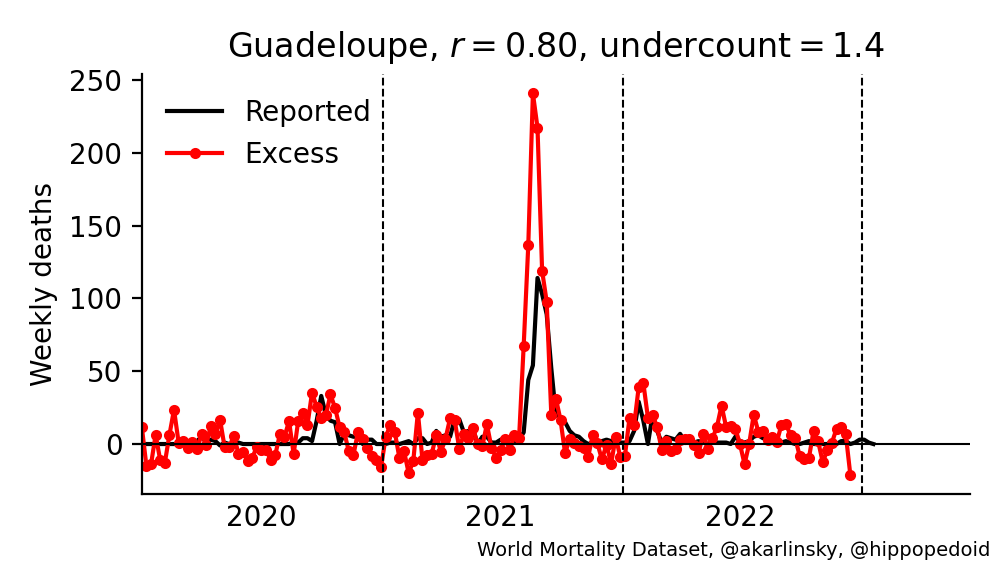 Guadeloupe, r = 0.80, undercount = 1.4
250
200
150
100
50
0
Weekly deaths
Reported
Excess
2020 2021 2022
World Mortality Dataset, @akarlinsky, @hippopedoid